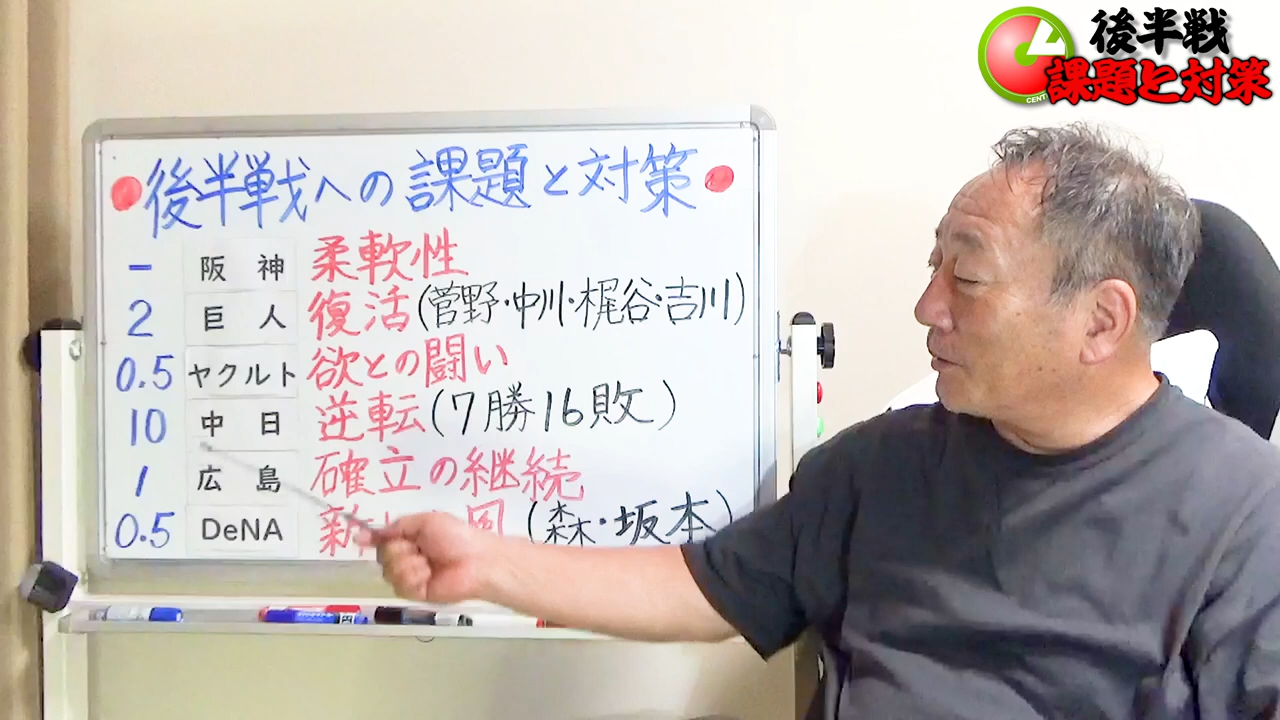 後半戦
課題と対策
CENT
後半戦への課題と対策
- 阪神 柔軟性
2 巨人 復活(菅野・中川・梶谷・吉川)
0.5 ヤクルト 欲との闘い
10 中日 逆転(7勝16敗)
1 広島 確立の継続
0.5 DeNA 新 風(森・坂本)